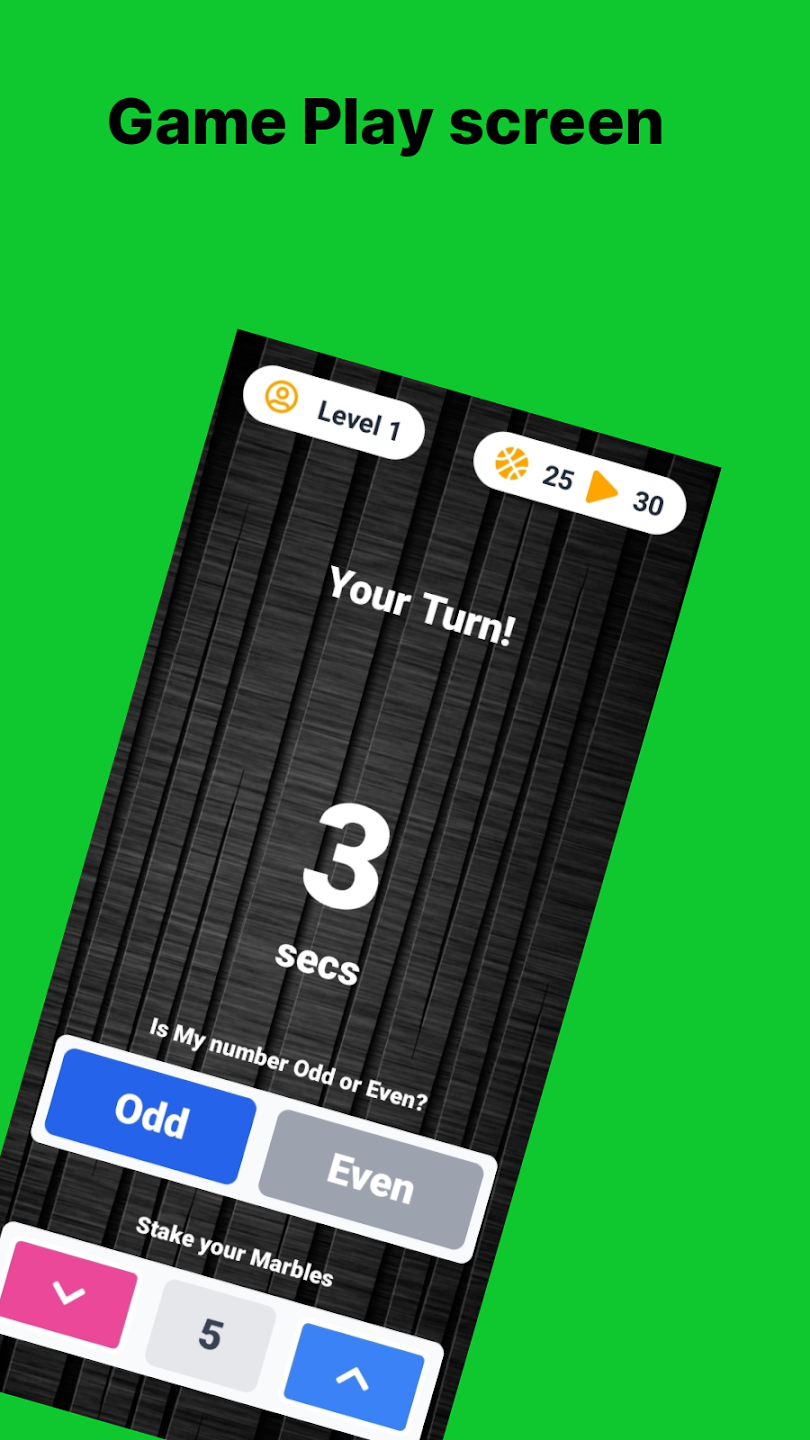 Game Play screen
Level 1
25 30
Your Turn!
3
secs
Is My number Odd or Even?
Odd Even
Stake your Marbles
5